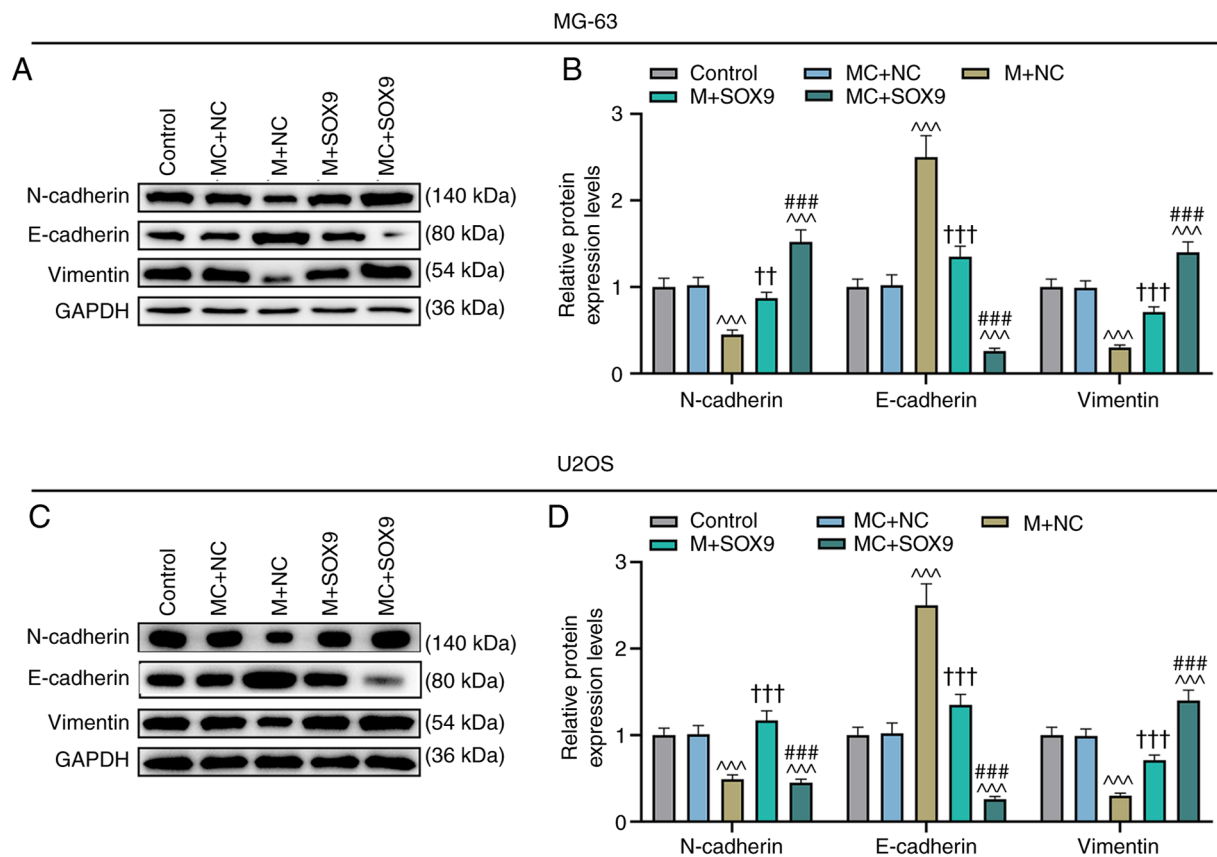 MG-63
A
Control
MC+NC
M+NC
M+SOX9
MC+SOX9
N-cadherin (140 kDa)
E-cadherin (80 kDa)
Vimentin (54 kDa)
GAPDH (36 kDa)
B
Control MC+NC M+NC
M+SOX9 MC+SOX9
Relative protein
expression levels
3
2
1
0
^^^
††
###
^^^
^^^
†††
###
^^^
^^^
†††
###
^^^
N-cadherin E-cadherin Vimentin
U2OS
C
Control
MC+NC
M+NC
M+SOX9
MC+SOX9
N-cadherin (140 kDa)
E-cadherin (80 kDa)
Vimentin (54 kDa)
GAPDH (36 kDa)
D
Control MC+NC M+NC
M+SOX9 MC+SOX9
Relative protein
expression levels
3
2
1
0
^^^
†††
###
^^^
^^^
†††
###
^^^
^^^
†††
###
^^^
N-cadherin E-cadherin Vimentin